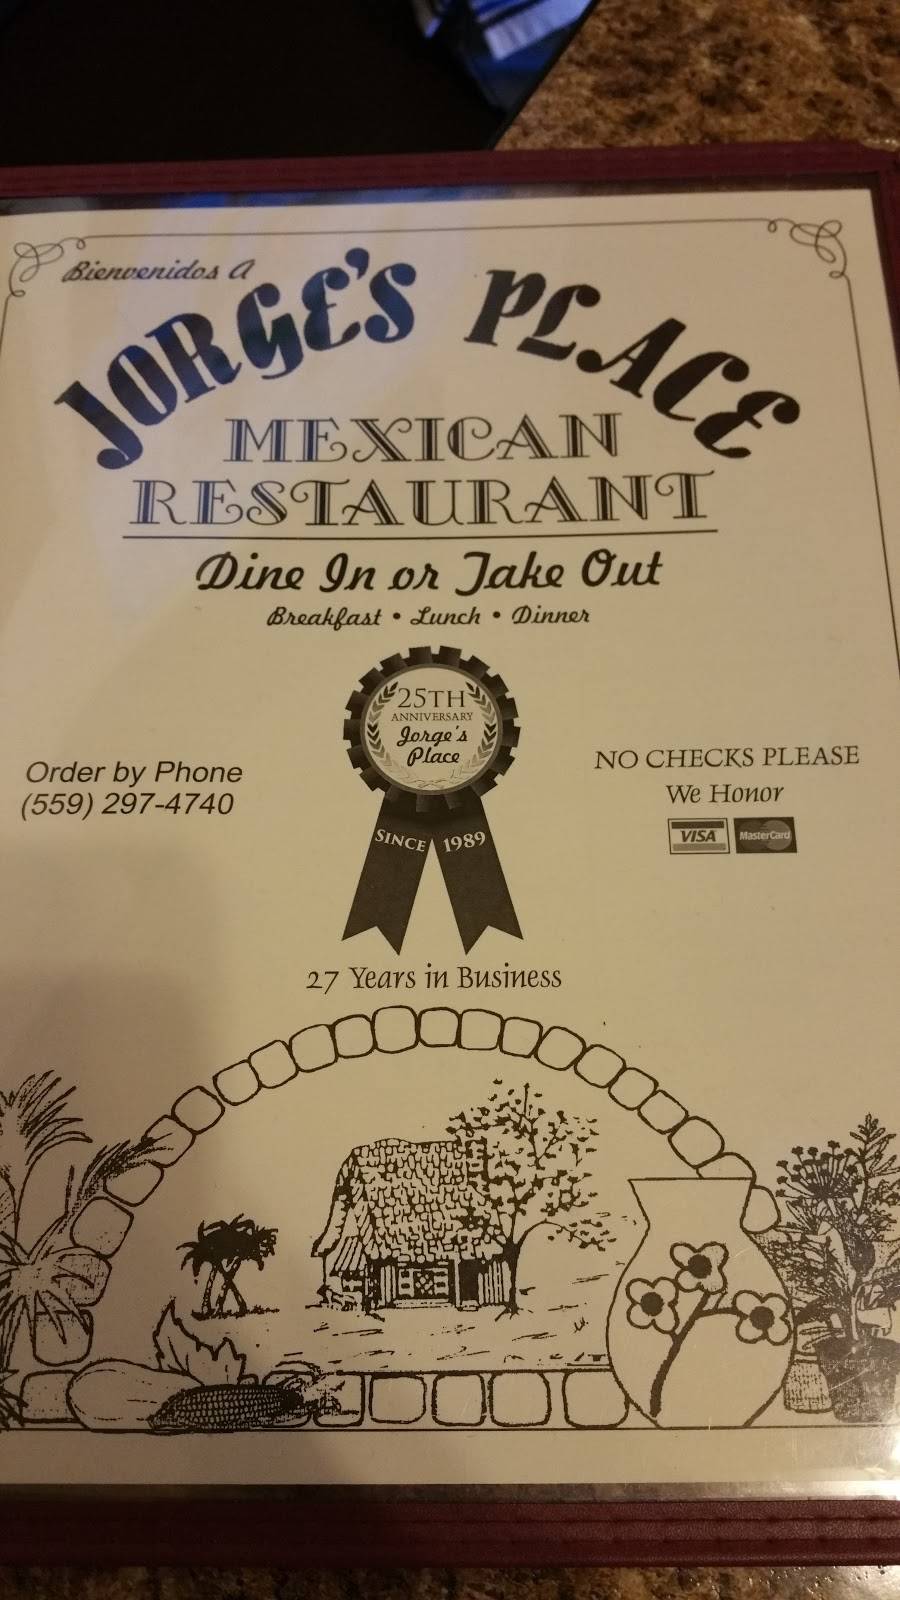 Bienvenidos A
JORGE'S PLACE
MEXICAN
RESTAURANT
Dine In or Take Out
Breakfast • Lunch • Dinner
25TH
ANNIVERSARY
Jorge's
Place
SINCE 1989
Order by Phone
(559) 297-4740
NO CHECKS PLEASE
We Honor
VISA MasterCard
27 Years in Business